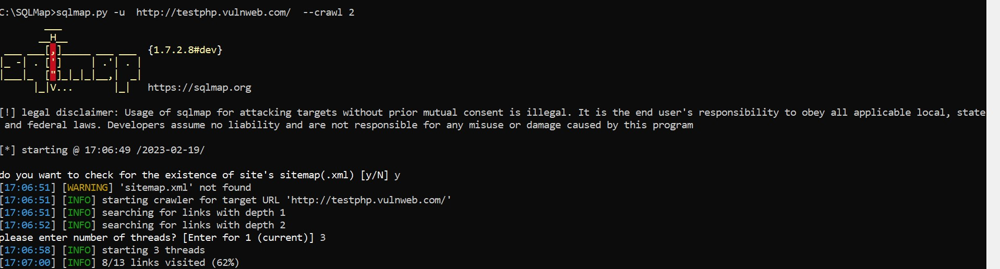 C:\SQLMap>sqlmap.py -u  http://testphp.vulnweb.com/  --crawl 2
        ___
       __H__
 ___ ___[,]_____ ___ ___  {1.7.2.8#dev}
|_ -| . [']     | .'| . |
|___|_  ["]_|_|_|__,|  _|
      |_|V...       |_|   https://sqlmap.org
[!] legal disclaimer: Usage of sqlmap for attacking targets without prior mutual consent is illegal. It is the end user's responsibility to obey all applicable local, state
 and federal laws. Developers assume no liability and are not responsible for any misuse or damage caused by this program
[*] starting @ 17:06:49 /2023-02-19/
do you want to check for the existence of site's sitemap(.xml) [y/N] y
[17:06:51] [WARNING] 'sitemap.xml' not found
[17:06:51] [INFO] starting crawler for target URL 'http://testphp.vulnweb.com/'
[17:06:51] [INFO] searching for links with depth 1
[17:06:52] [INFO] searching for links with depth 2
please enter number of threads? [Enter for 1 (current)] 3
[17:06:58] [INFO] starting 3 threads
[17:07:00] [INFO] 8/13 links visited (62%)